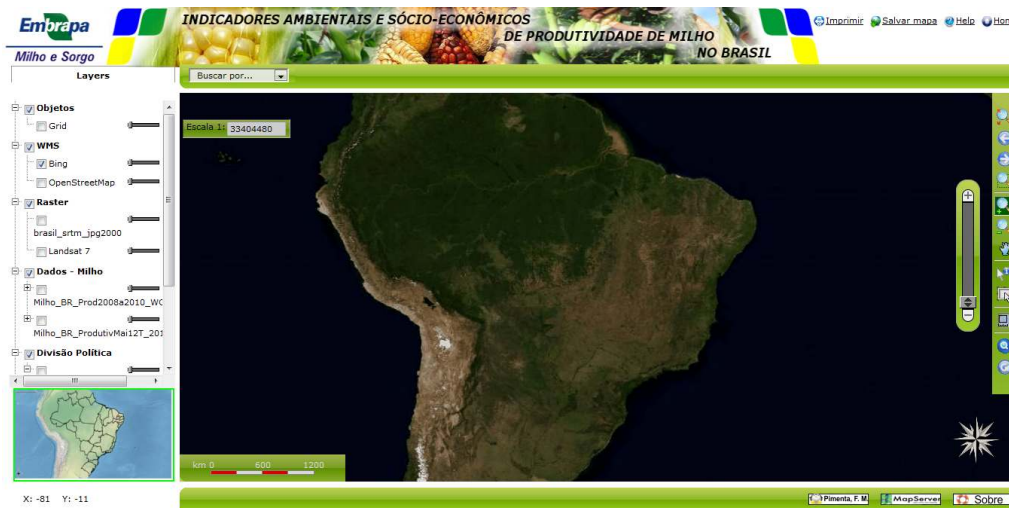 Embrapa
Milho e Sorgo
INDICADORES AMBIENTAIS E SÓCIO-ECONÔMICOS
DE PRODUTIVIDADE DE MILHO
NO BRASIL
Imprimir Salvar mapa Help Hom
Layers
Buscar por...
Objetos
Grid
WMS
Bing
OpenStreetMap
Raster
brasil_srtm_jpg2000
Landsat 7
Dados - Milho
Milho_BR_Prod2008a2010_WG
Milho_BR_ProdutivMai12T_201
Divisão Política
Escala 1: 33404480
km 0 600 1200
X: -81 Y: -11
Pimenta, F. M. MapServer Sobre